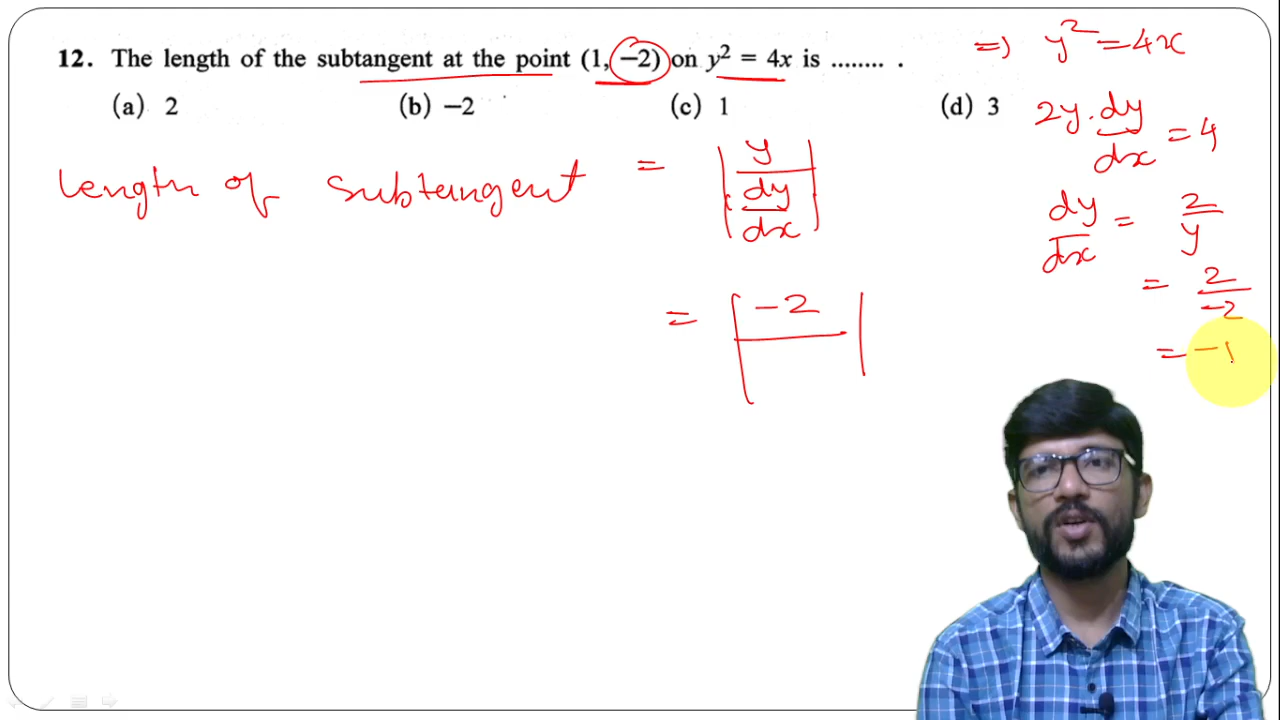 12. The length of the subtangent at the point (1, −2) on y² = 4x is ........ .
(a) 2 (b) −2 (c) 1 (d) 3
length of subtangent = | y / (dy/dx) |
= | −2
=) y² = 4x
2y. dy/dx = 4
dy/dx = 2/y
= 2/−2
= −1